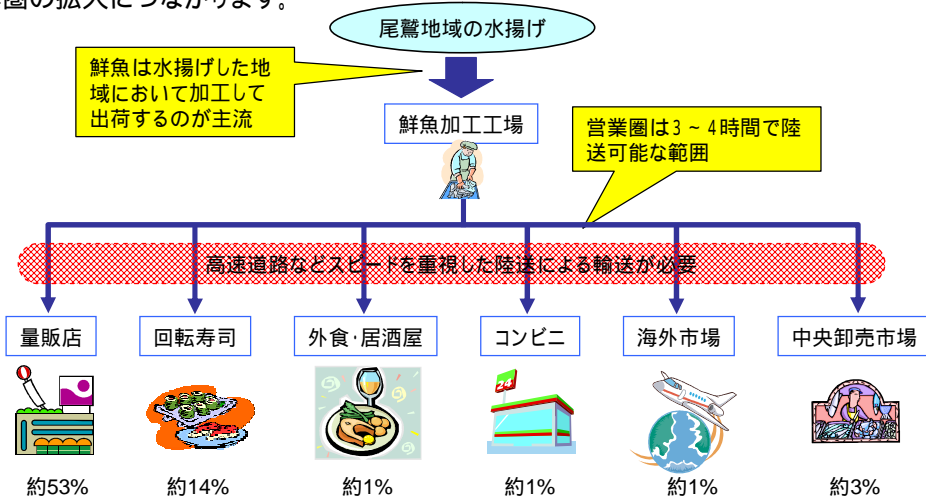 圏の拡大につながります。
尾鷲地域の水揚げ
鮮魚は水揚げした地
域において加工して
出荷するのが主流
鮮魚加工工場
営業圏は3~4時間で陸
送可能な範囲
高速道路などスピードを重視した陸送による輸送が必要
量販店
回転寿司
外食・居酒屋
コンビニ
海外市場
中央卸売市場
24
約53%
約14%
約1%
約1%
約1%
約3%